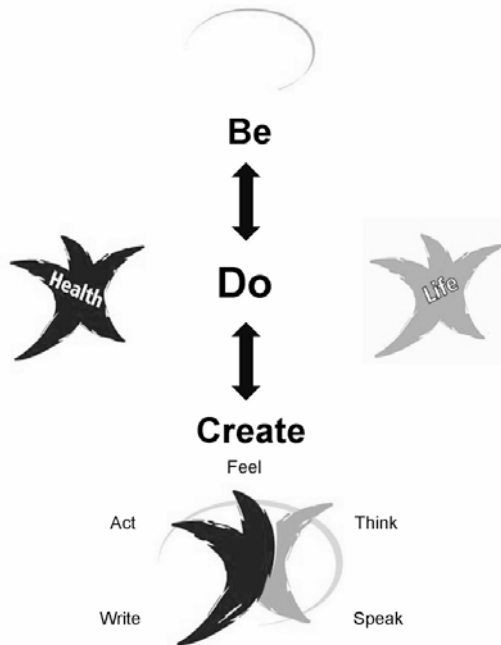 Be
Health
Do
Life
Create
Feel
Act
Think
Write
Speak